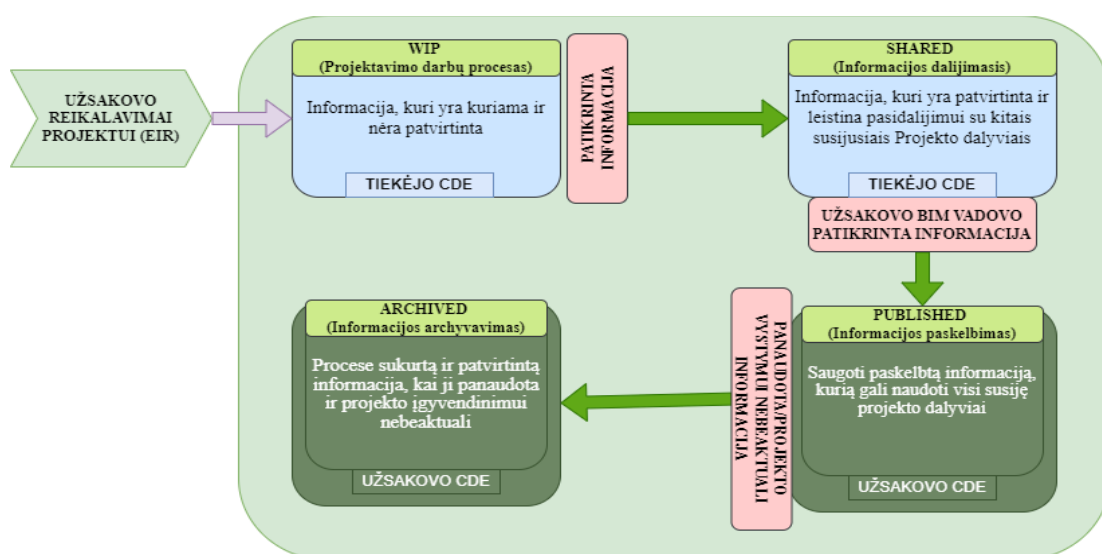 UŽSAKOVO
REIKALAVIMAI
PROJEKTUI (EIR)
WIP
(Projektavimo darbų procesas)
Informacija, kuri yra kuriama ir
nėra patvirtinta
TIEKĖJO CDE
PATIKRINTA
INFORMACIJA
SHARED
(Informacijos dalijimasis)
Informacija, kuri yra patvirtinta ir
leistina pasidalijimui su kitais
susijusiais Projekto dalyviais
TIEKĖJO CDE
UŽSAKOVO BIM VADOVO
PATIKRINTA INFORMACIJA
PUBLISHED
(Informacijos paskelbimas)
Saugoti paskelbtą informaciją,
kurią gali naudoti visi susiję
projekto dalyviai
UŽSAKOVO CDE
PANAUDOTA/PROJEKTO
VYSTYMUI NEBEAKTUALI
INFORMACIJA
ARCHIVED
(Informacijos archyvavimas)
Procese sukurtą ir patvirtintą
informacija, kai ji panaudota
ir projekto įgyvendinimui
nebeaktuali
UŽSAKOVO CDE